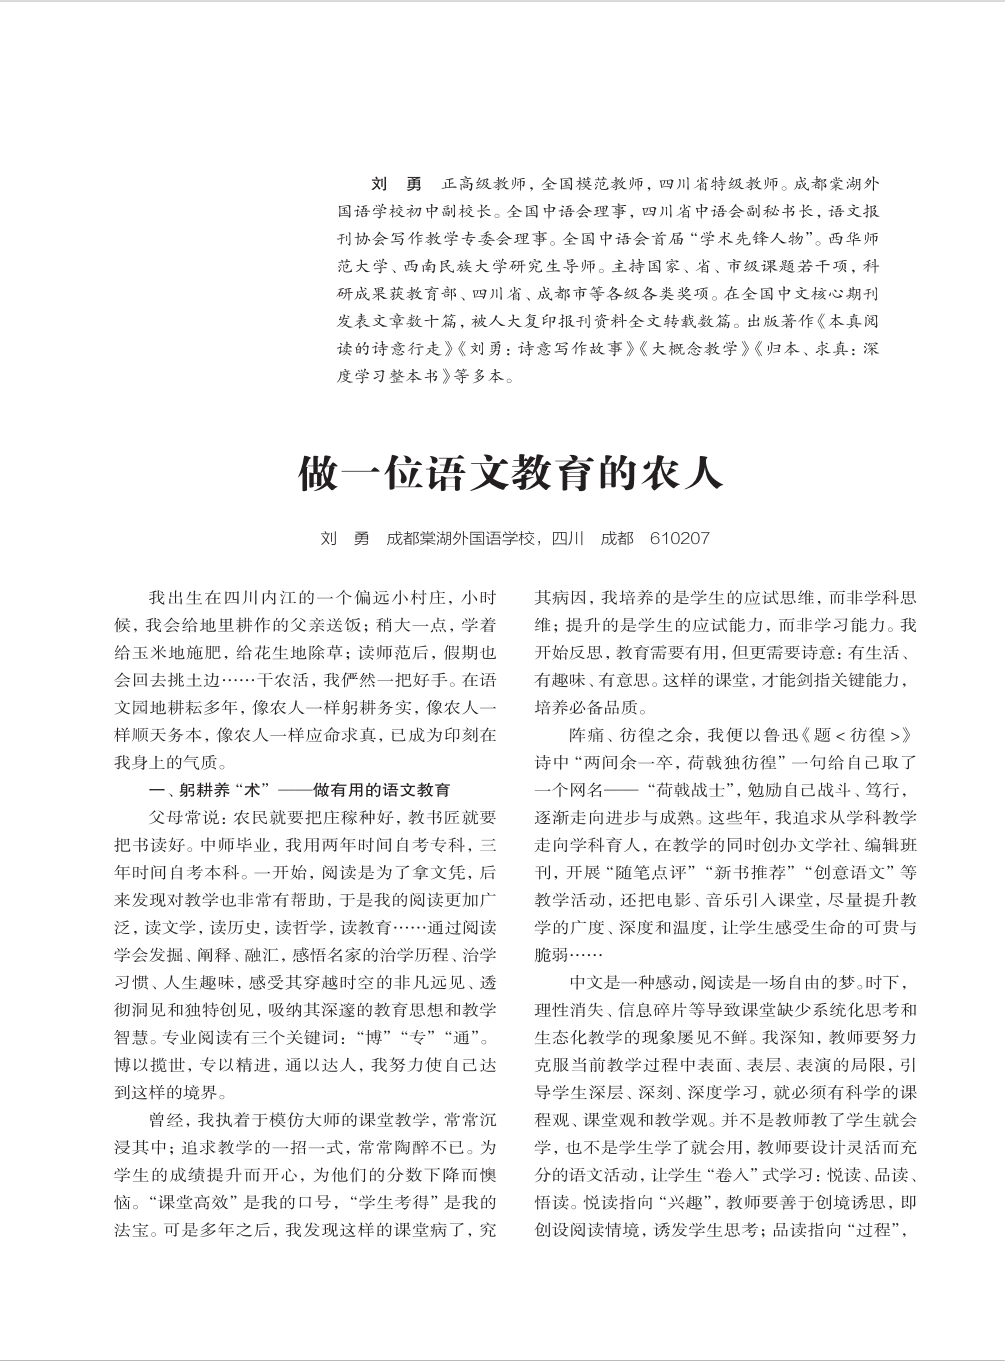 刘　勇　正高级教师，全国模范教师，四川省特级教师。成都棠湖外
国语学校初中副校长。全国中语会理事，四川省中语会副秘书长，语文报
刊协会写作教学专委会理事。全国中语会首届“学术先锋人物”。西华师
范大学、西南民族大学研究生导师。主持国家、省、市级课题若干项，科
研成果获教育部、四川省、成都市等各级各类奖项。在全国中文核心期刊
发表文章数十篇，被人大复印报刊资料全文转载数篇。出版著作《本真阅
读的诗意行走》《刘勇：诗意写作故事》《大概念教学》《归本、求真：深
度学习整本书》等多本。
做一位语文教育的农人
刘　勇　成都棠湖外国语学校，四川　成都　610207
我出生在四川内江的一个偏远小村庄，小时
候，我会给地里耕作的父亲送饭；稍大一点，学着
给玉米地施肥，给花生地除草；读师范后，假期也
会回去挑土边……干农活，我俨然一把好手。在语
文园地耕耘多年，像农人一样躬耕务实，像农人一
样顺天务本，像农人一样应命求真，已成为印刻在
我身上的气质。
一、躬耕养“术”——做有用的语文教育
父母常说：农民就要把庄稼种好，教书匠就要
把书读好。中师毕业，我用两年时间自考专科，三
年时间自考本科。一开始，阅读是为了拿文凭，后
来发现对教学也非常有帮助，于是我的阅读更加广
泛，读文学，读历史，读哲学，读教育……通过阅读
学会发掘、阐释、融汇，感悟名家的治学历程、治学
习惯、人生趣味，感受其穿越时空的非凡远见、透
彻洞见和独特创见，吸纳其深邃的教育思想和教学
智慧。专业阅读有三个关键词：“博”“专”“通”。
博以揽世，专以精进，通以达人，我努力使自己达
到这样的境界。
曾经，我执着于模仿大师的课堂教学，常常沉
浸其中；追求教学的一招一式，常常陶醉不已。为
学生的成绩提升而开心，为他们的分数下降而懊
恼。“课堂高效”是我的口号，“学生考得”是我的
法宝。可是多年之后，我发现这样的课堂病了，究
其病因，我培养的是学生的应试思维，而非学科思
维；提升的是学生的应试能力，而非学习能力。我
开始反思，教育需要有用，但更需要诗意：有生活、
有趣味、有意思。这样的课堂，才能剑指关键能力，
培养必备品质。
阵痛、彷徨之余，我便以鲁迅《题<彷徨>》
诗中“两间余一卒，荷戟独彷徨”一句给自己取了
一个网名——“荷戟战士”，勉励自己战斗、笃行，
逐渐走向进步与成熟。这些年，我追求从学科教学
走向学科育人，在教学的同时创办文学社、编辑班
刊，开展“随笔点评”“新书推荐”“创意语文”等
教学活动，还把电影、音乐引入课堂，尽量提升教
学的广度、深度和温度，让学生感受生命的可贵与
脆弱……
中文是一种感动，阅读是一场自由的梦。时下，
理性消失、信息碎片等导致课堂缺少系统化思考和
生态化教学的现象屡见不鲜。我深知，教师要努力
克服当前教学过程中表面、表层、表演的局限，引
导学生深层、深刻、深度学习，就必须有科学的课
程观、课堂观和教学观。并不是教师教了学生就会
学，也不是学生学了就会用，教师要设计灵活而充
分的语文活动，让学生“卷入”式学习：悦读、品读、
悟读。悦读指向“兴趣”，教师要善于创境诱思，即
创设阅读情境，诱发学生思考；品读指向“过程”，